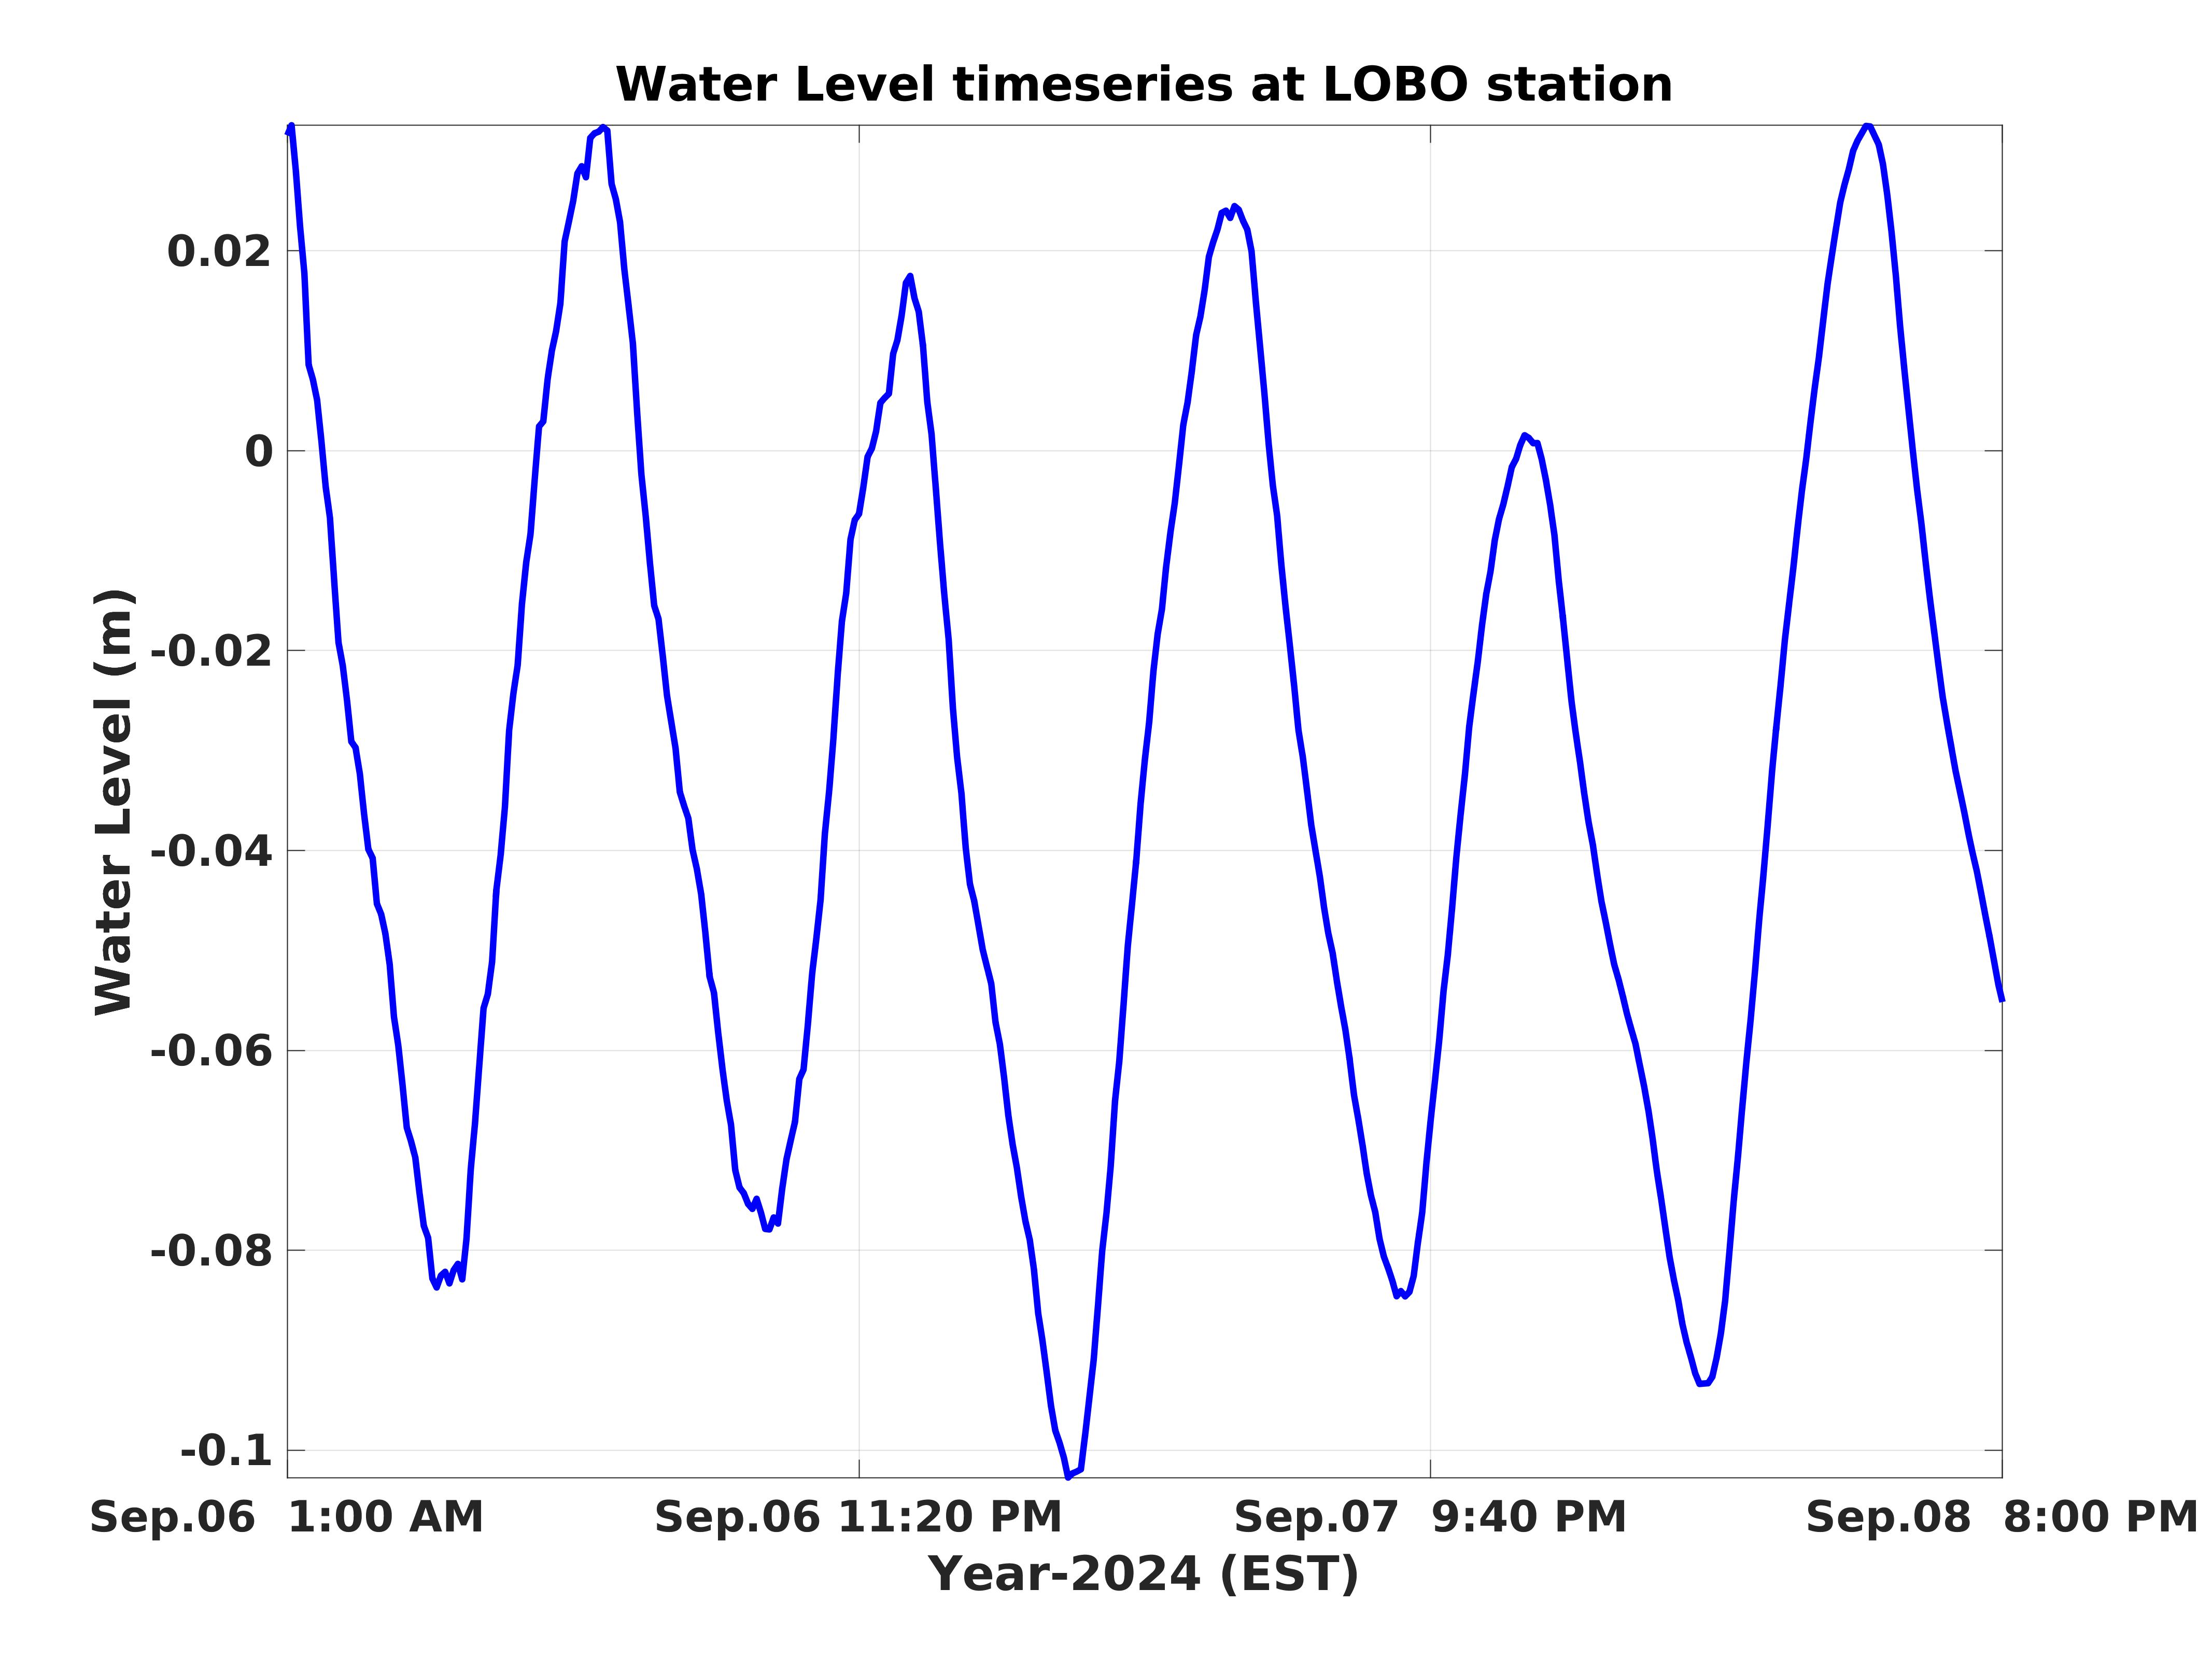 Water Level timeseries at LOBO station
0.02
0
-0.02
-0.04
-0.06
-0.08
-0.1
Water Level (m)
Sep.06 1:00 AM Sep.06 11:20 PM Sep.07 9:40 PM Sep.08 8:00 PM
Year-2024 (EST)